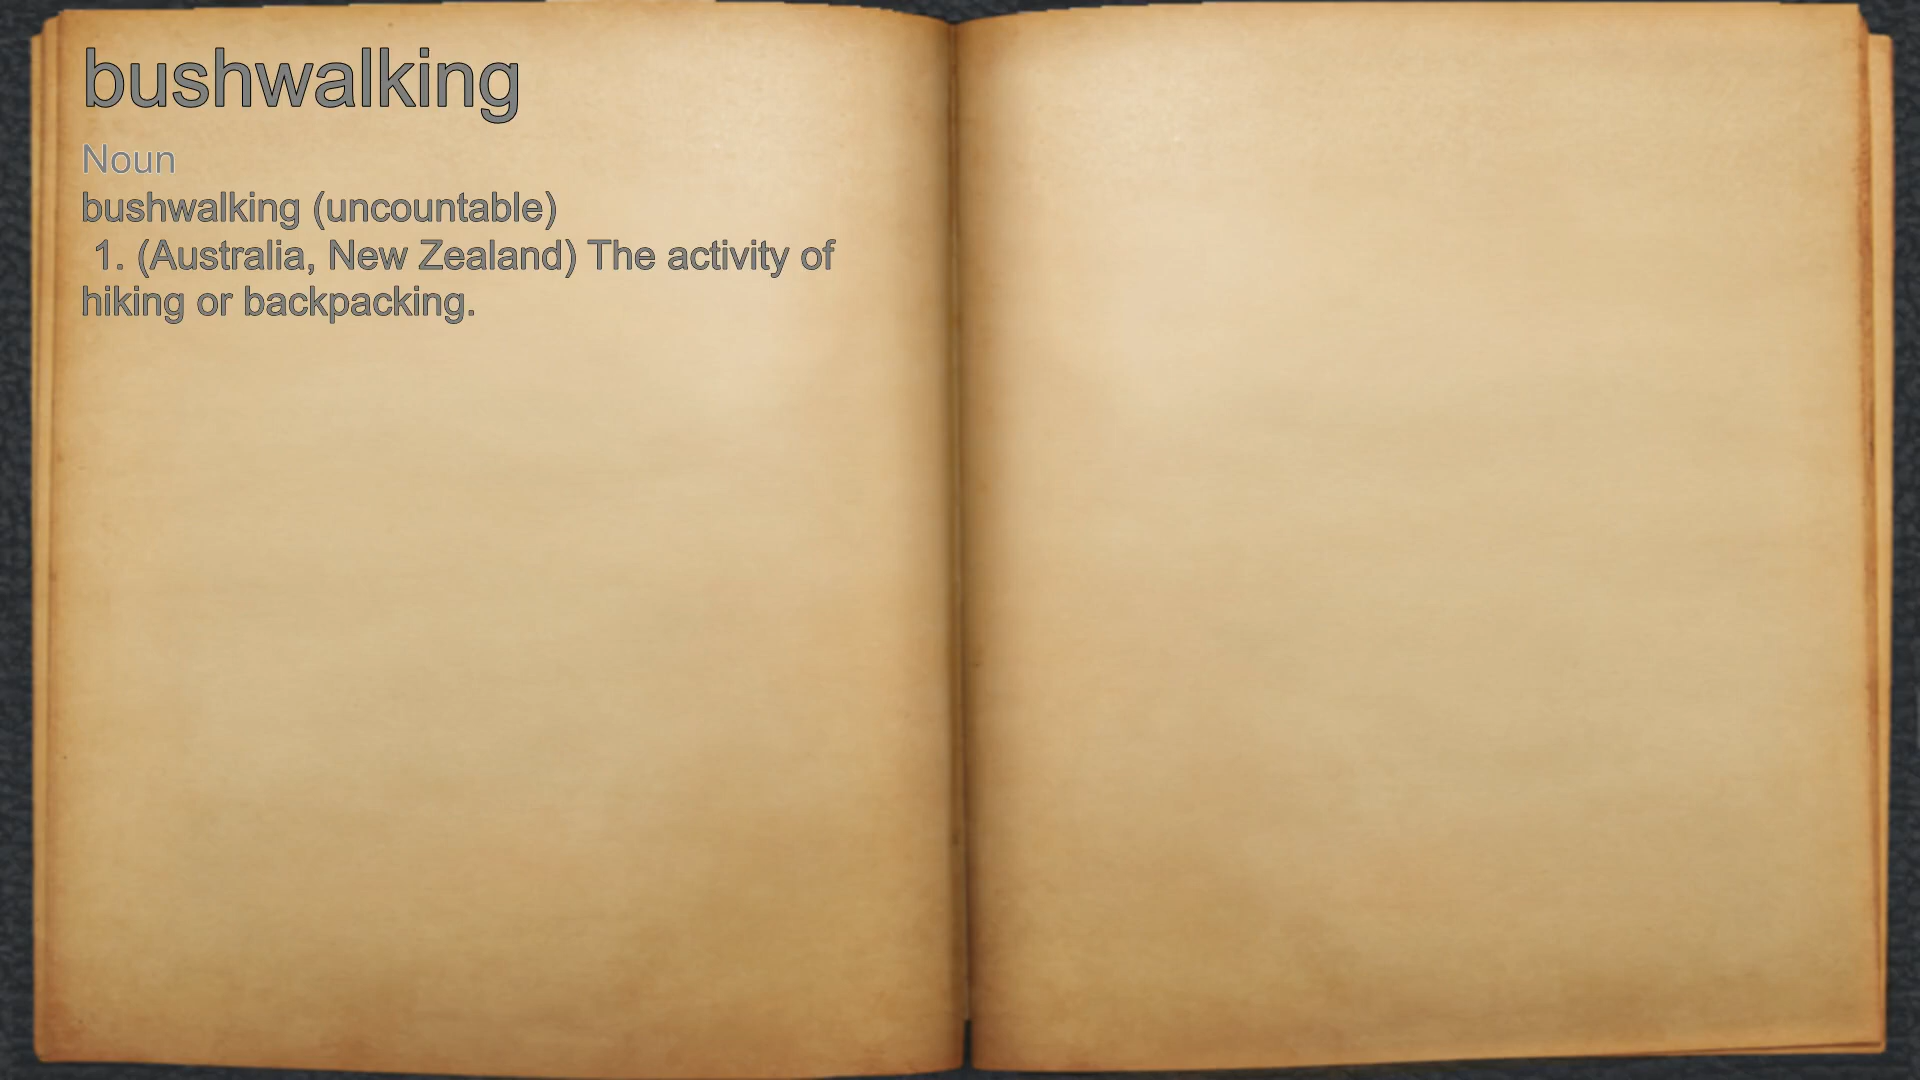 bushwalking
Noun
bushwalking (uncountable)
1. (Australia, New Zealand) The activity of
hiking or backpacking.